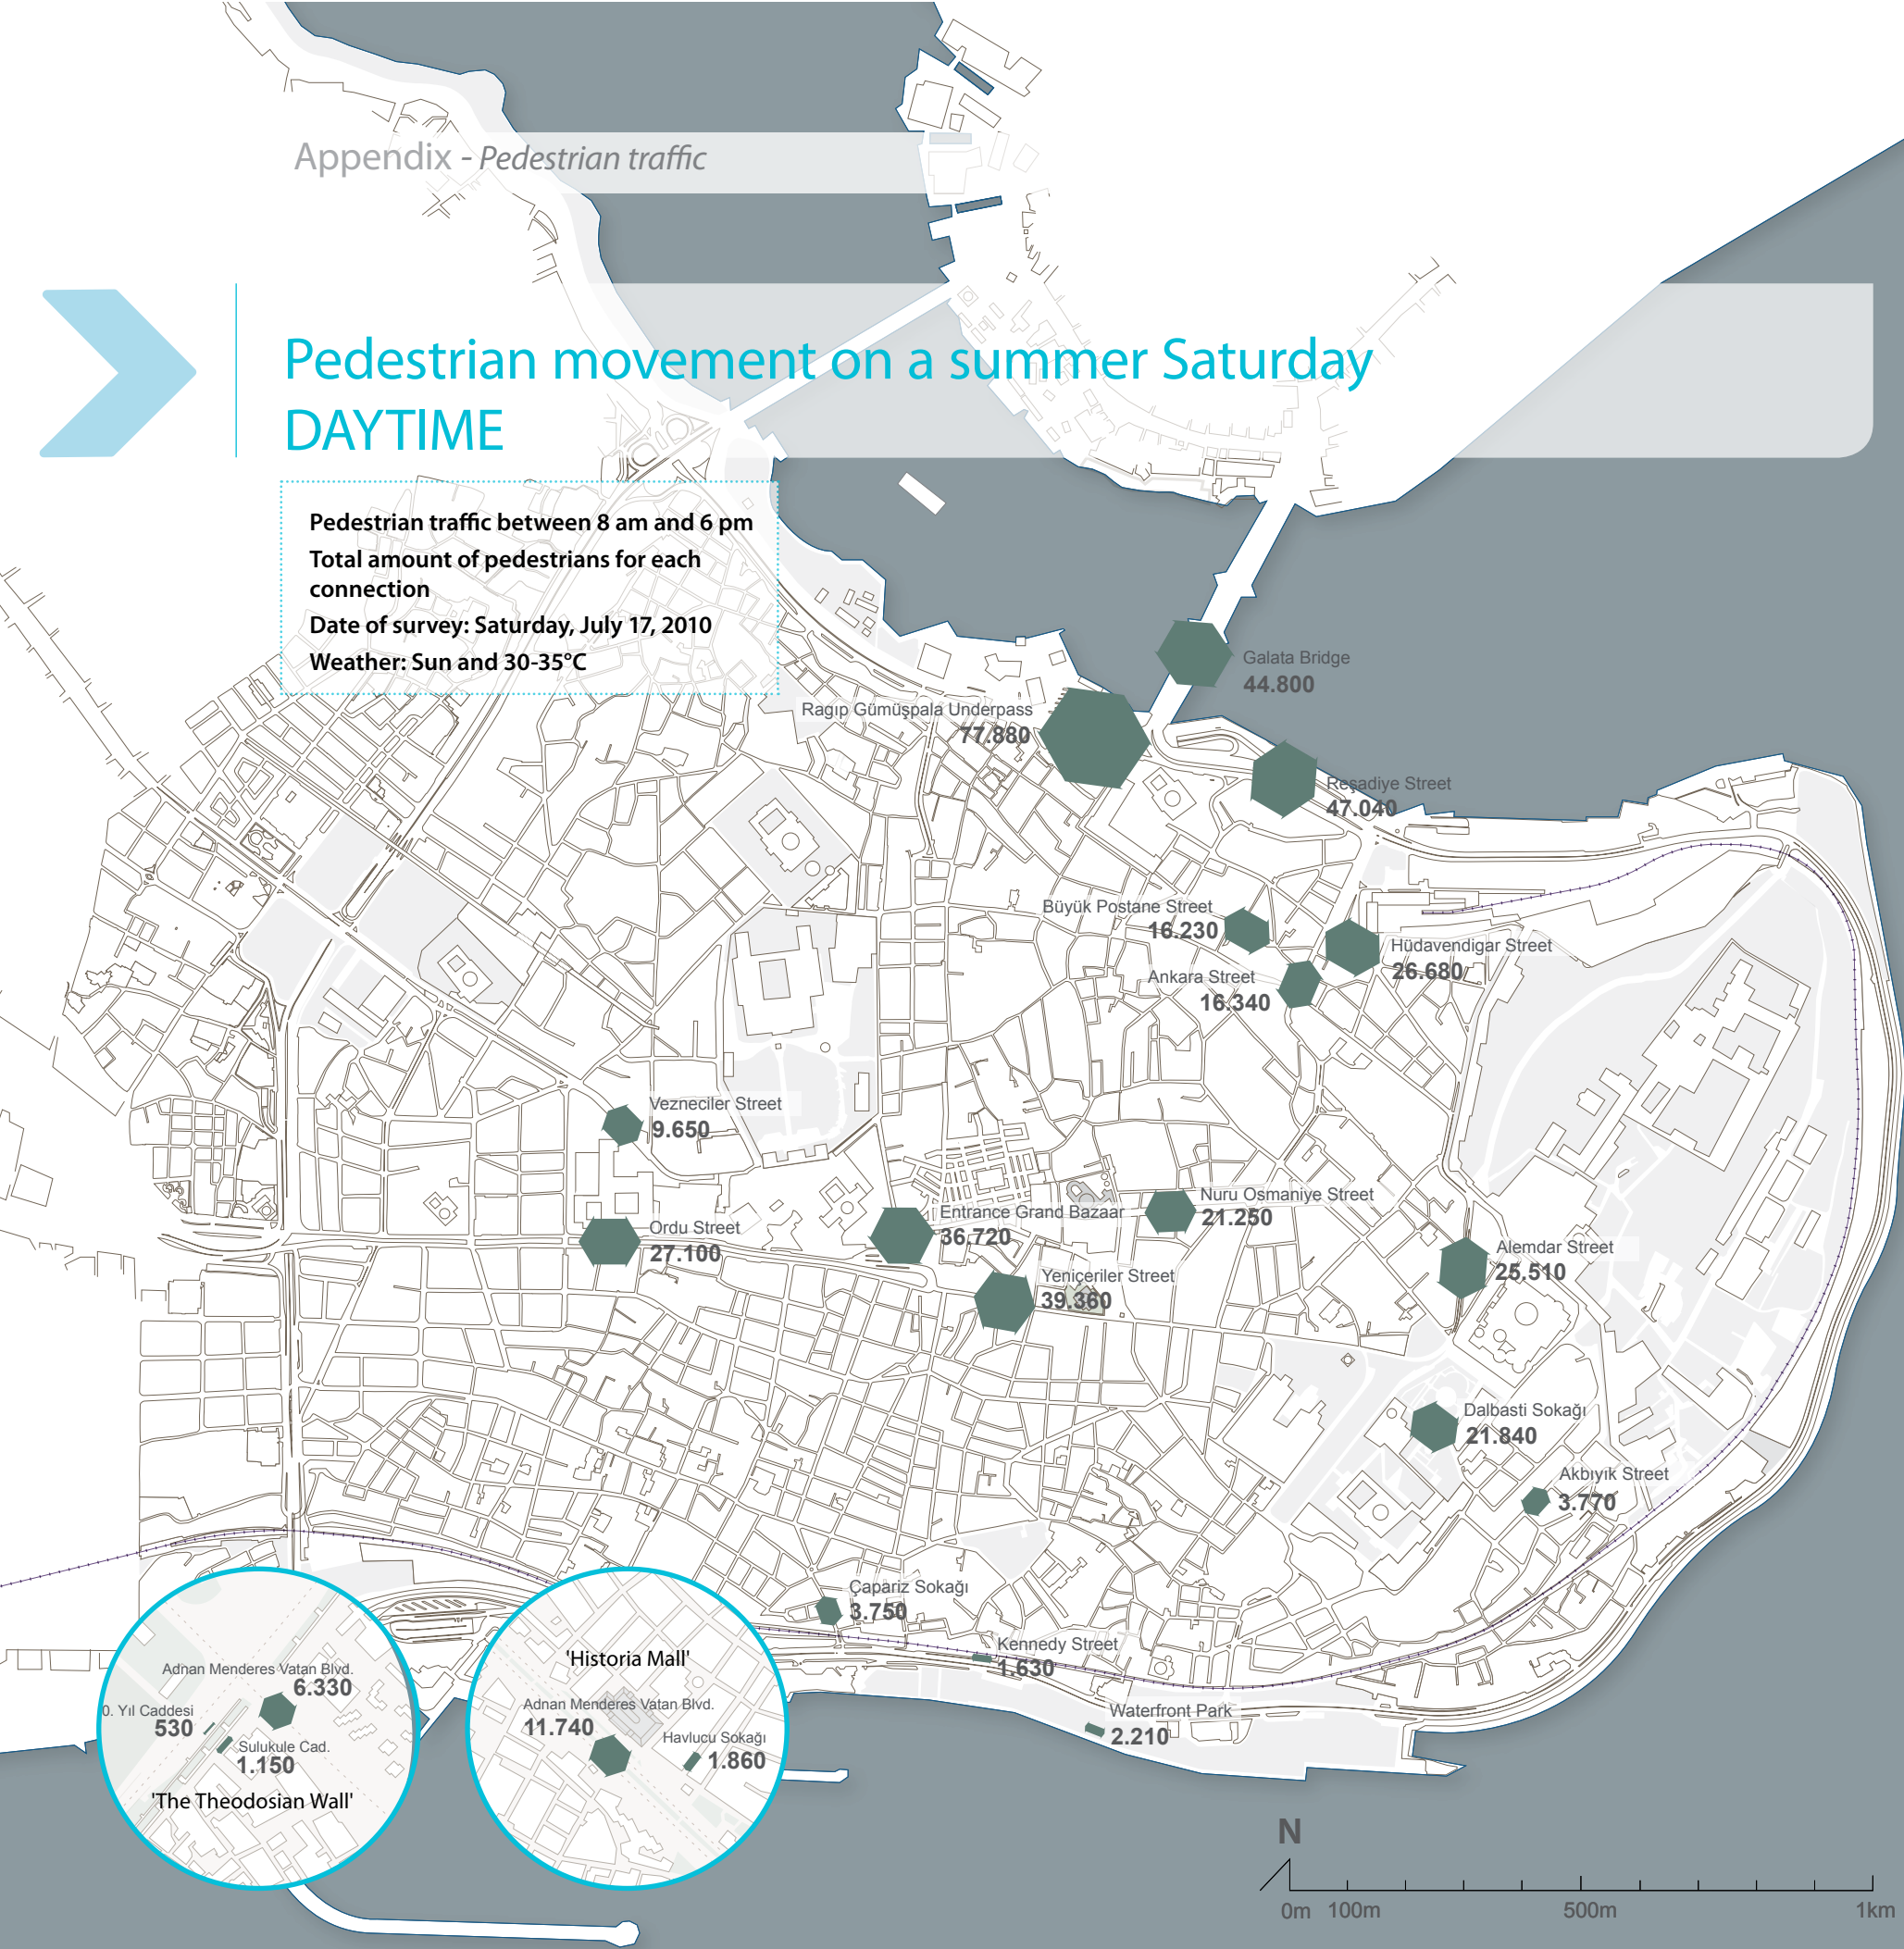 Appendix - Pedestrian traffic
Pedestrian movement on a summer Saturday
DAYTIME
Pedestrian traffic between 8 am and 6 pm
Total amount of pedestrians for each
connection
Date of survey: Saturday, July 17, 2010
Weather: Sun and 30-35°C
Galata Bridge
44.800
Ragıp Gümüşpala Underpass
77.880
Reşadiye Street
47.040
Büyük Postane Street
16.230
Hüdavendigar Street
26.680
Ankara Street
16.340
Vezneciler Street
9.650
Nuru Osmaniye Street
21.250
Entrance Grand Bazaar
36.720
Ordu Street
27.100
Alemdar Street
25.510
Yeniçeriler Street
39.360
Dalbasti Sokağı
21.840
Akbıyık Street
3.770
Çapariz Sokağı
3.750
Kennedy Street
1.630
Waterfront Park
2.210
Adnan Menderes Vatan Blvd.
6.330
0. Yıl Caddesi
530
Sulukule Cad.
1.150
'The Theodosian Wall'
'Historia Mall'
Adnan Menderes Vatan Blvd.
11.740
Havlucu Sokağı
1.860
N
0m 100m 500m 1km